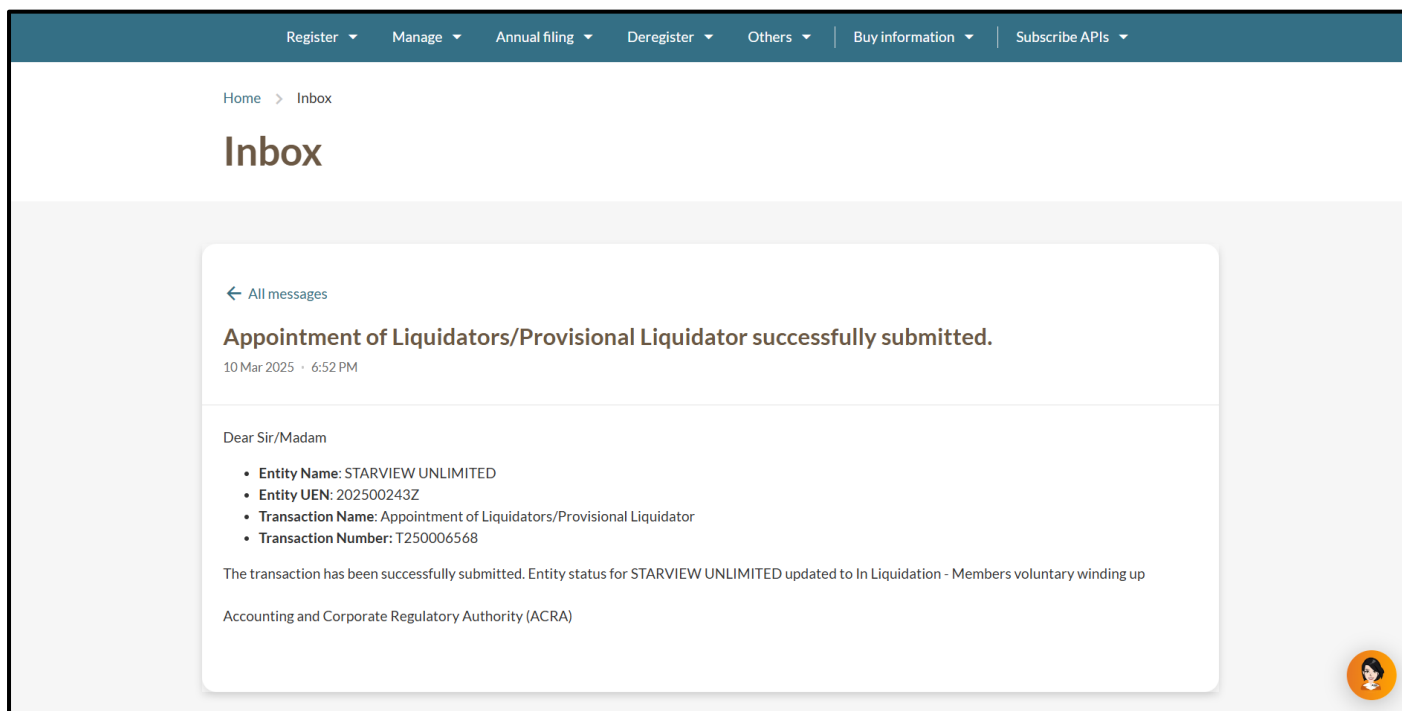 Register Manage Annual filing Deregister Others Buy information Subscribe APIs
Home > Inbox
Inbox
← All messages
Appointment of Liquidators/Provisional Liquidator successfully submitted.
10 Mar 2025 • 6:52 PM
Dear Sir/Madam
• Entity Name: STARVIEW UNLIMITED
• Entity UEN: 202500243Z
• Transaction Name: Appointment of Liquidators/Provisional Liquidator
• Transaction Number: T250006568
The transaction has been successfully submitted. Entity status for STARVIEW UNLIMITED updated to In Liquidation - Members voluntary winding up
Accounting and Corporate Regulatory Authority (ACRA)